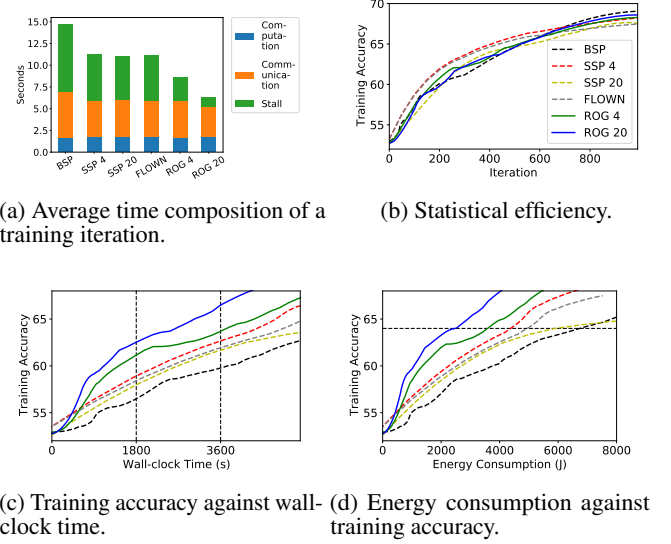 15.0
12.5
10.0
7.5
5.0
2.5
0.0
Seconds
BSP
SSP 4
SSP 20
FLOWN
ROG 4
ROG 20
Com-
puta-
tion
Comm-
unica-
tion
Stall
70
65
60
55
Training Accuracy
0
200
400
600
800
Iteration
BSP
SSP 4
SSP 20
FLOWN
ROG 4
ROG 20
(a) Average time composition of a
training iteration.
(b) Statistical efficiency.
65
60
55
Training Accuracy
0
1800
3600
Wall-clock Time (s)
65
60
55
Training Accuracy
0
2000
4000
6000
8000
Energy Consumption (J)
(c) Training accuracy against wall-
clock time.
(d) Energy consumption against
training accuracy.